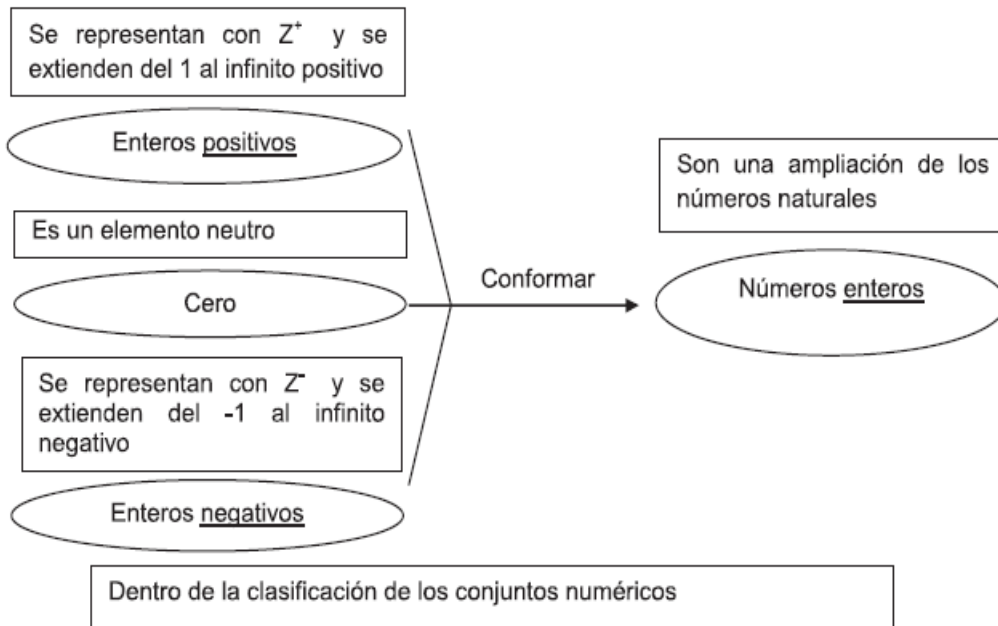 Se representan con Z⁺ y se
extienden del 1 al infinito positivo
Enteros positivos
Es un elemento neutro
Cero
Se representan con Z⁻ y se
extienden del -1 al infinito
negativo
Enteros negativos
Conformar
Son una ampliación de los
números naturales
Números enteros
Dentro de la clasificación de los conjuntos numéricos